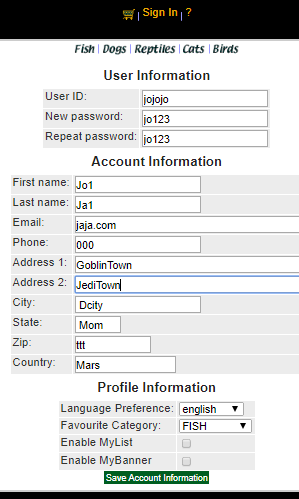 Sign In | ?
Fish | Dogs | Reptiles | Cats | Birds
User Information
User ID: jojojo
New password: jo123
Repeat password: jo123
Account Information
First name: Jo1
Last name: Ja1
Email: jaja.com
Phone: 000
Address 1: GoblinTown
Address 2: JediTown
City: Dcity
State: Mom
Zip: ttt
Country: Mars
Profile Information
Language Preference: english
Favourite Category: FISH
Enable MyList
Enable MyBanner
Save Account Information